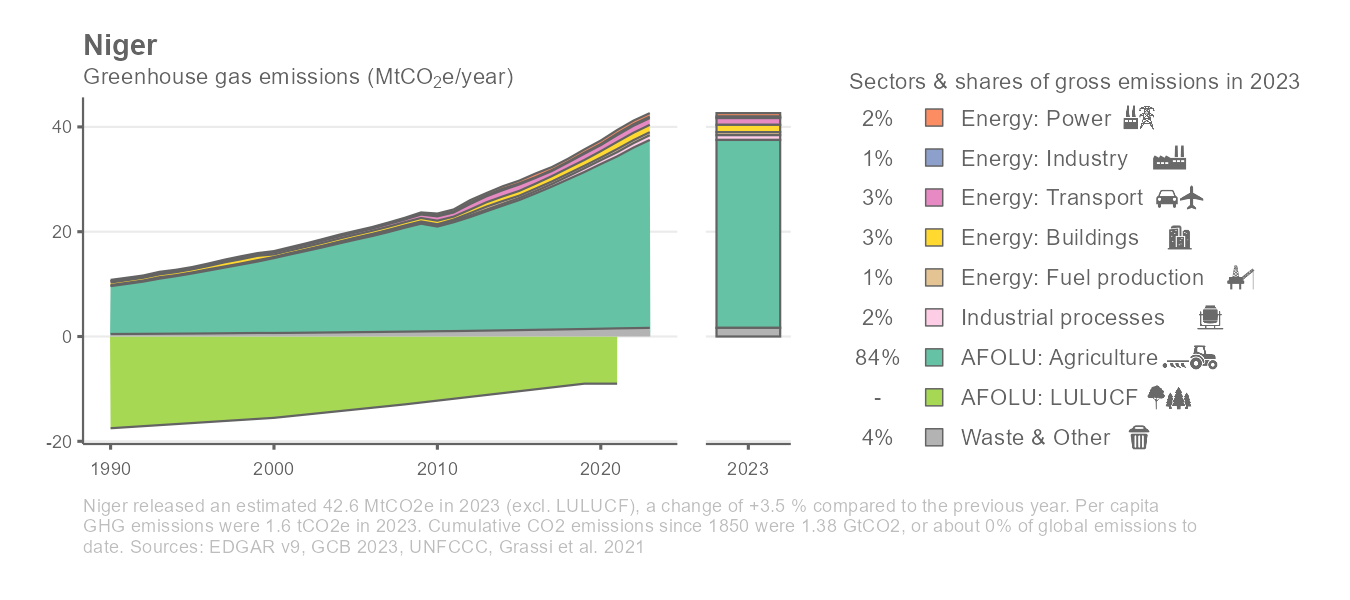 Niger
Greenhouse gas emissions (MtCO₂e/year)
40
20
0
-20
1990
2000
2010
2020
2023
Sectors & shares of gross emissions in 2023
2% Energy: Power
1% Energy: Industry
3% Energy: Transport
3% Energy: Buildings
1% Energy: Fuel production
2% Industrial processes
84% AFOLU: Agriculture
- AFOLU: LULUCF
4% Waste & Other
Niger released an estimated 42.6 MtCO2e in 2023 (excl. LULUCF), a change of +3.5 % compared to the previous year. Per capita
GHG emissions were 1.6 tCO2e in 2023. Cumulative CO2 emissions since 1850 were 1.38 GtCO2, or about 0% of global emissions to
date. Sources: EDGAR v9, GCB 2023, UNFCCC, Grassi et al. 2021